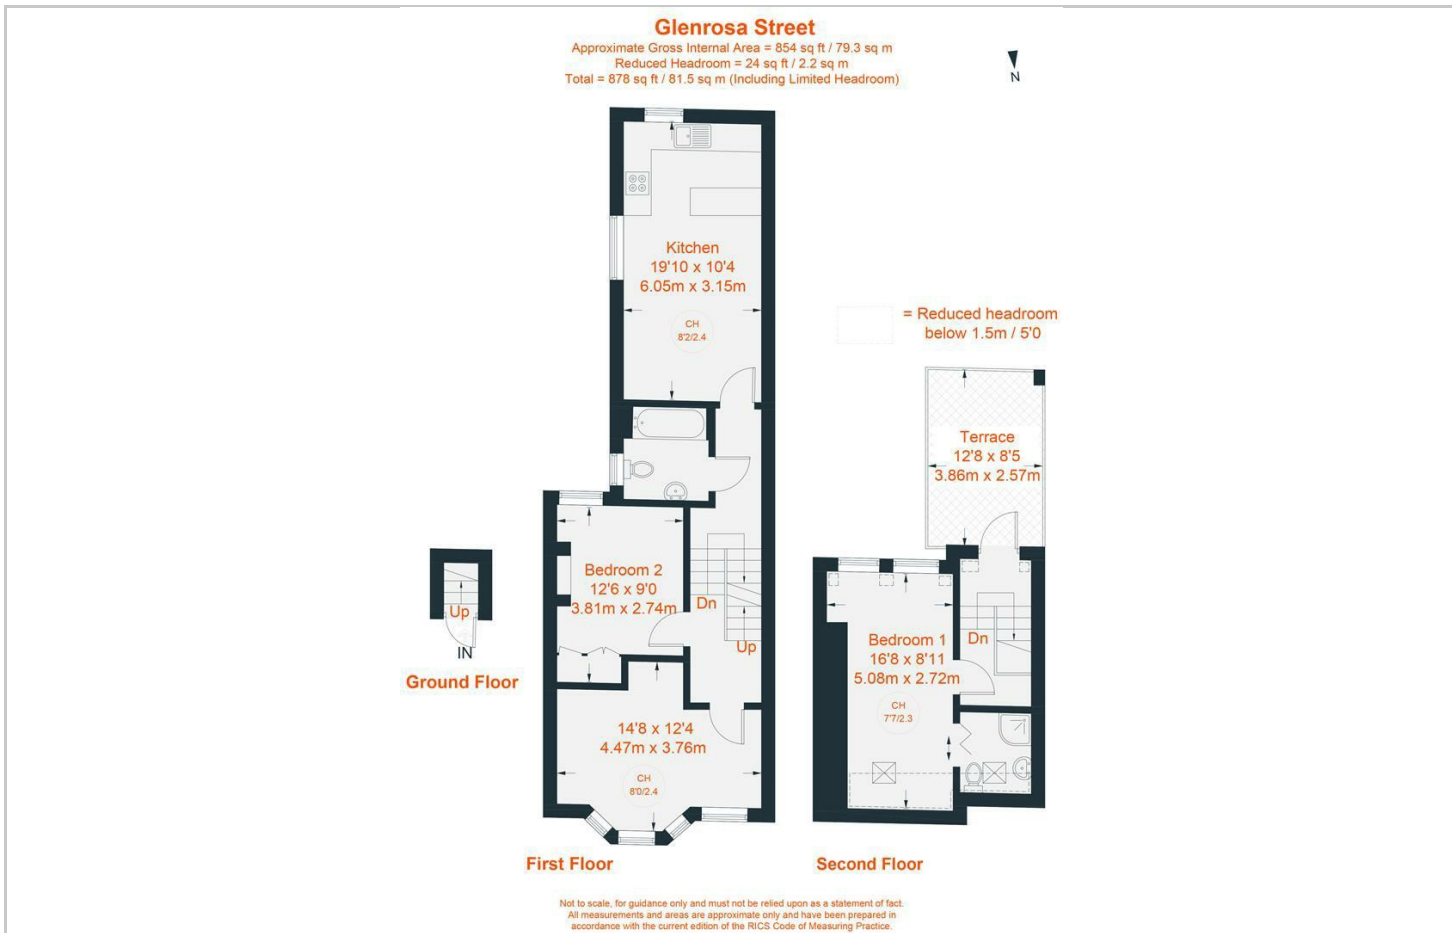 Glenrosa Street
Approximate Gross Internal Area = 854 sq ft / 79.3 sq m
Reduced Headroom = 24 sq ft / 2.2 sq m
Total = 878 sq ft / 81.5 sq m (Including Limited Headroom)
N
Kitchen
19'10 x 10'4
6.05m x 3.15m
CH
8'2/2.4
= Reduced headroom
below 1.5m / 5'0
Terrace
12'8 x 8'5
3.86m x 2.57m
Bedroom 2
12'6 x 9'0
3.81m x 2.74m
Dn
Up
Up
IN
Ground Floor
14'8 x 12'4
4.47m x 3.76m
CH
8'0/2.4
First Floor
Bedroom 1
16'8 x 8'11
5.08m x 2.72m
CH
7'7/2.3
Dn
Second Floor
Not to scale, for guidance only and must not be relied upon as a statement of fact.
All measurements and areas are approximate only and have been prepared in
accordance with the current edition of the RICS Code of Measuring Practice.